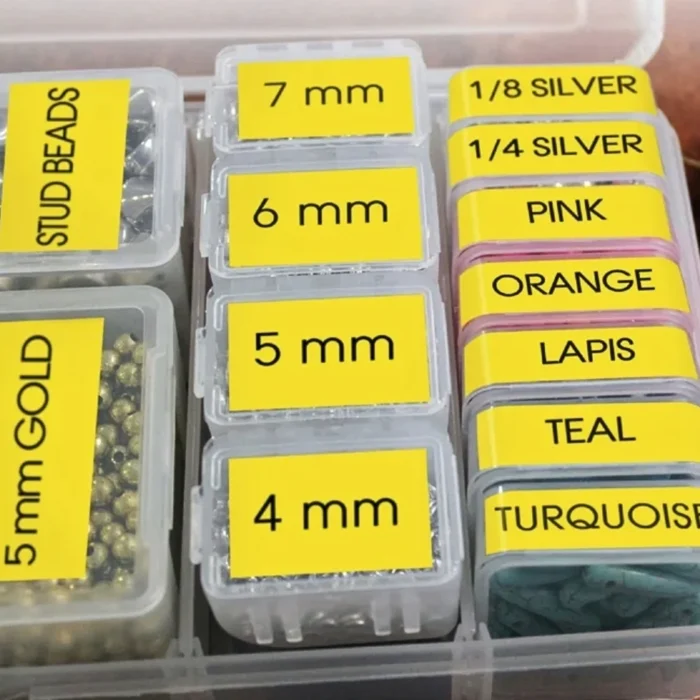 STUD BEADS
5 mm GOLD
7 mm
6 mm
5 mm
4 mm
1/8 SILVER
1/4 SILVER
PINK
ORANGE
LAPIS
TEAL
TURQUOISE